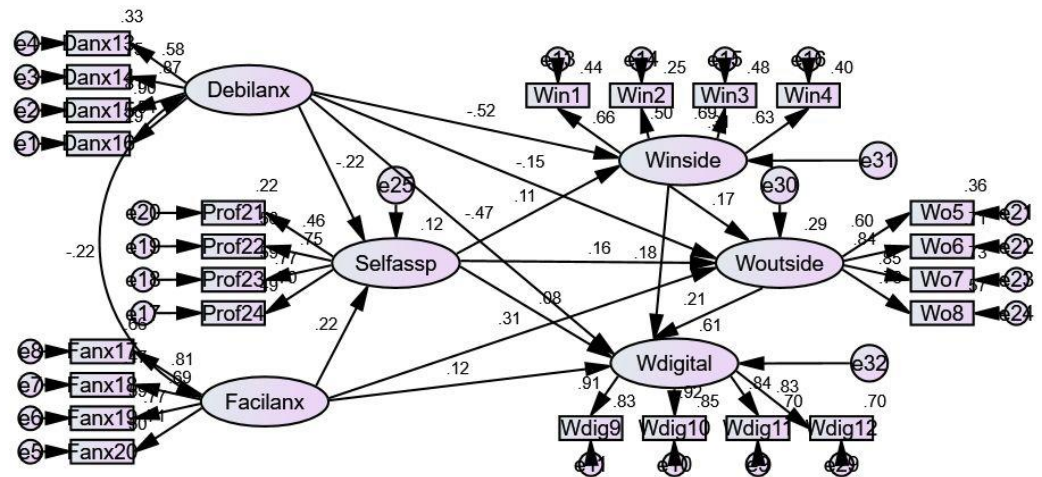 .33
e4 Danx13 .58
e3 Danx14 .87
e2 Danx15 .90
e1 Danx16
Debilanx
e13 e14 e15 e16
.44 .25 .48 .40
Win1 Win2 Win3 Win4
.66 .50 .69 .63
Winside
e31
-.52
-.22
-.15
.11
-.47
.17
e25
e30
.22
e20 Prof21 .46
e19 Prof22 .75
e18 Prof23 .77
e17 Prof24
Selfassp
.12
.16 .18
.29
Woutside
.36
.60 Wo5 e21
.84 Wo6 e22
.85 Wo7 e23
Wo8 e24
-.22
.22
.31
.08
.21
.61
.12
.66
e8 Fanx17 .81
e7 Fanx18 .69
e6 Fanx19 .77
e5 Fanx20
Facilanx
Wdigital
e32
.91 .92 .84 .83
.83 .85 .70 .70
Wdig9 Wdig10 Wdig11 Wdig12
e11 e10 e9 e29